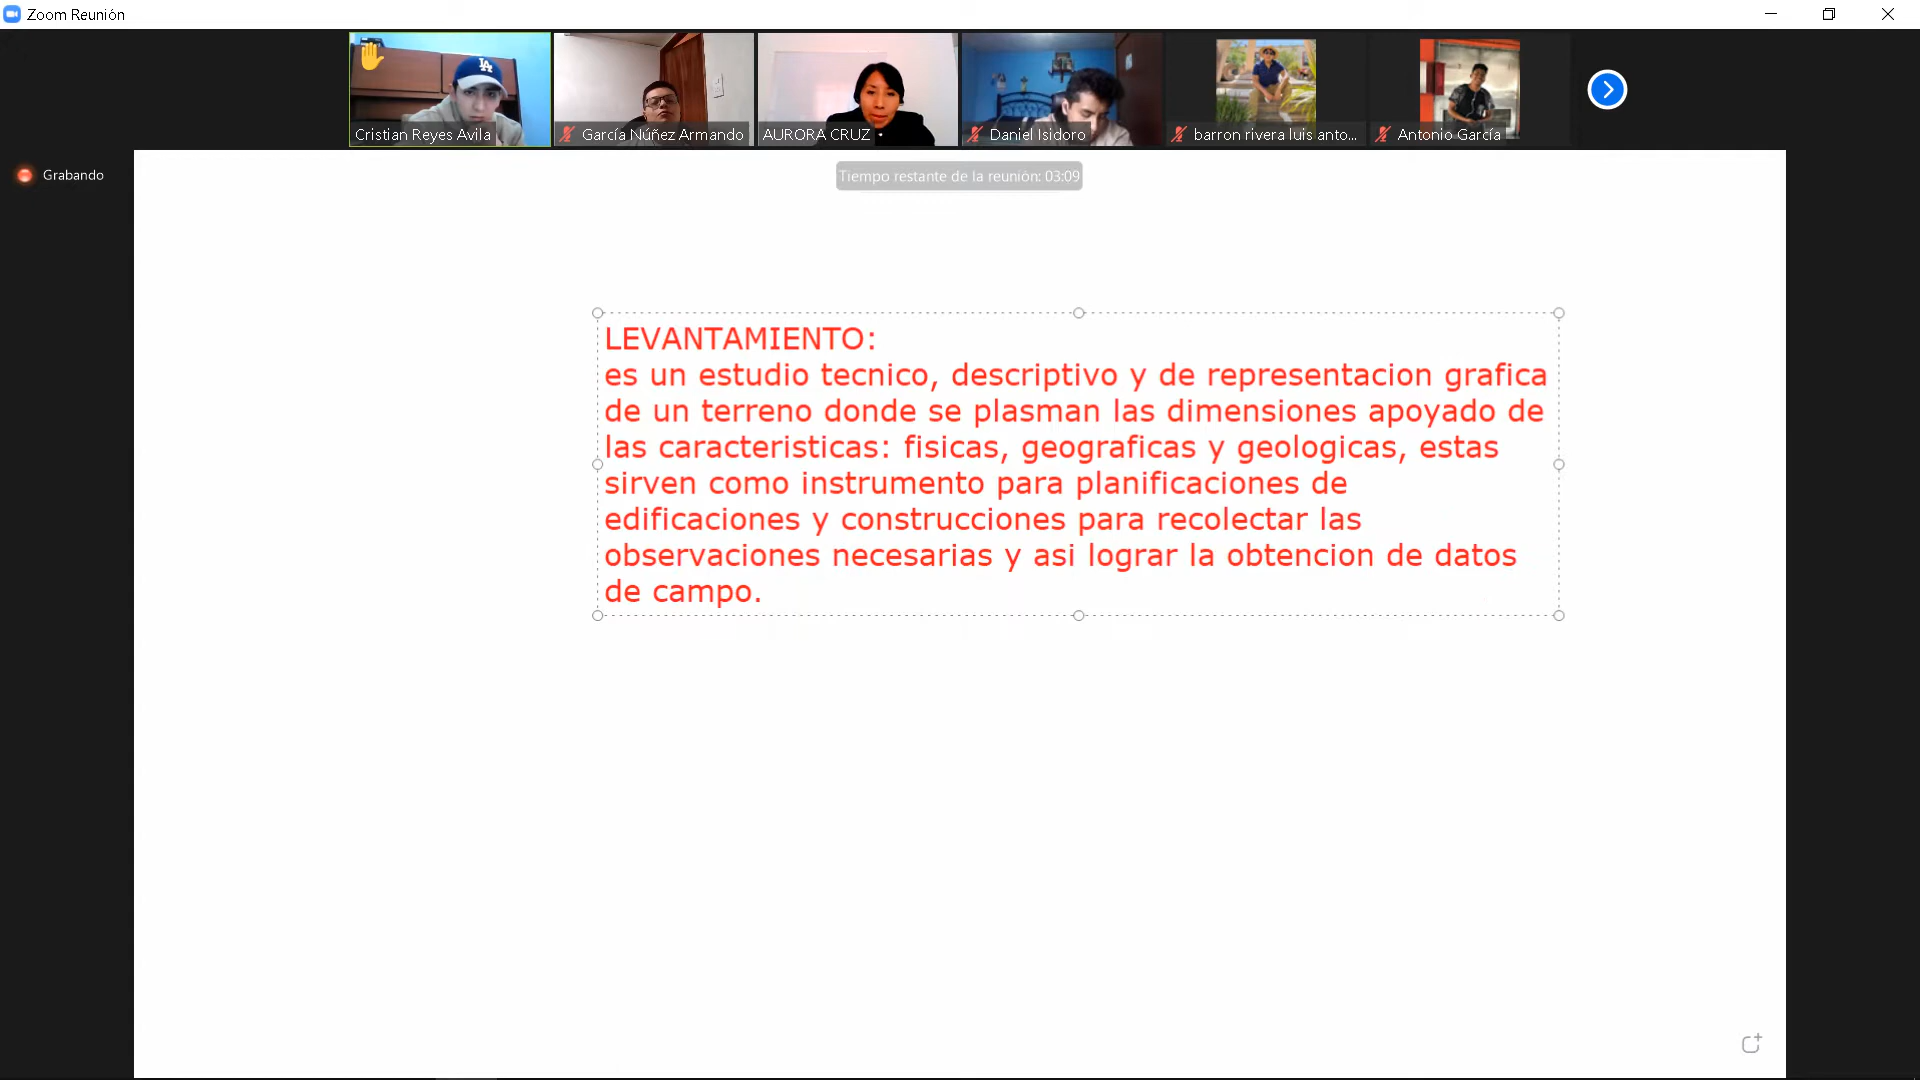 Zoom Reunión
LA
Cristian Reyes Avila
García Núñez Armando
AURORA CRUZ
Daniel Isidoro
barron rivera luis anto...
Antonio García
Grabando
Tiempo restante de la reunión: 03:09
LEVANTAMIENTO:
es un estudio tecnico, descriptivo y de representacion grafica
de un terreno donde se plasman las dimensiones apoyado de
las caracteristicas: fisicas, geograficas y geologicas, estas
sirven como instrumento para planificaciones de
edificaciones y construcciones para recolectar las
observaciones necesarias y asi lograr la obtencion de datos
de campo.